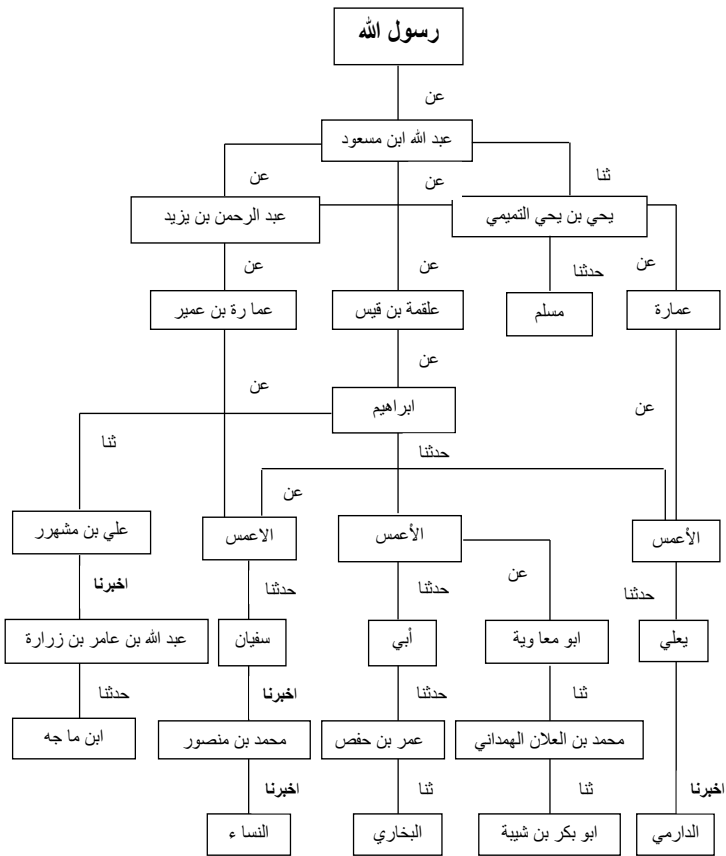 رسول الله
عن
عبد الله ابن مسعود
ثنا
عن
عن
يحي بن يحي التميمي
عبد الرحمن بن يزيد
عن
حدثنا
عن
عن
عمارة
مسلم
علقمة بن قيس
عما رة بن عمير
عن
عن
ابراهيم
عن
ثنا
حدثنا
عن
الأعمس
الأعمس
الاعمس
علي بن مشهرر
حدثنا
عن
حدثنا
حدثنا
اخبرنا
يعلي
ابو معا وية
أبي
سفيان
عبد الله بن عامر بن زرارة
ثنا
حدثنا
اخبرنا
حدثنا
محمد بن العلان الهمداني
عمر بن حفص
محمد بن منصور
ابن ما جه
اخبرنا
ثنا
ثنا
اخبرنا
الدارمي
ابو بكر بن شيبة
البخاري
النسا ء